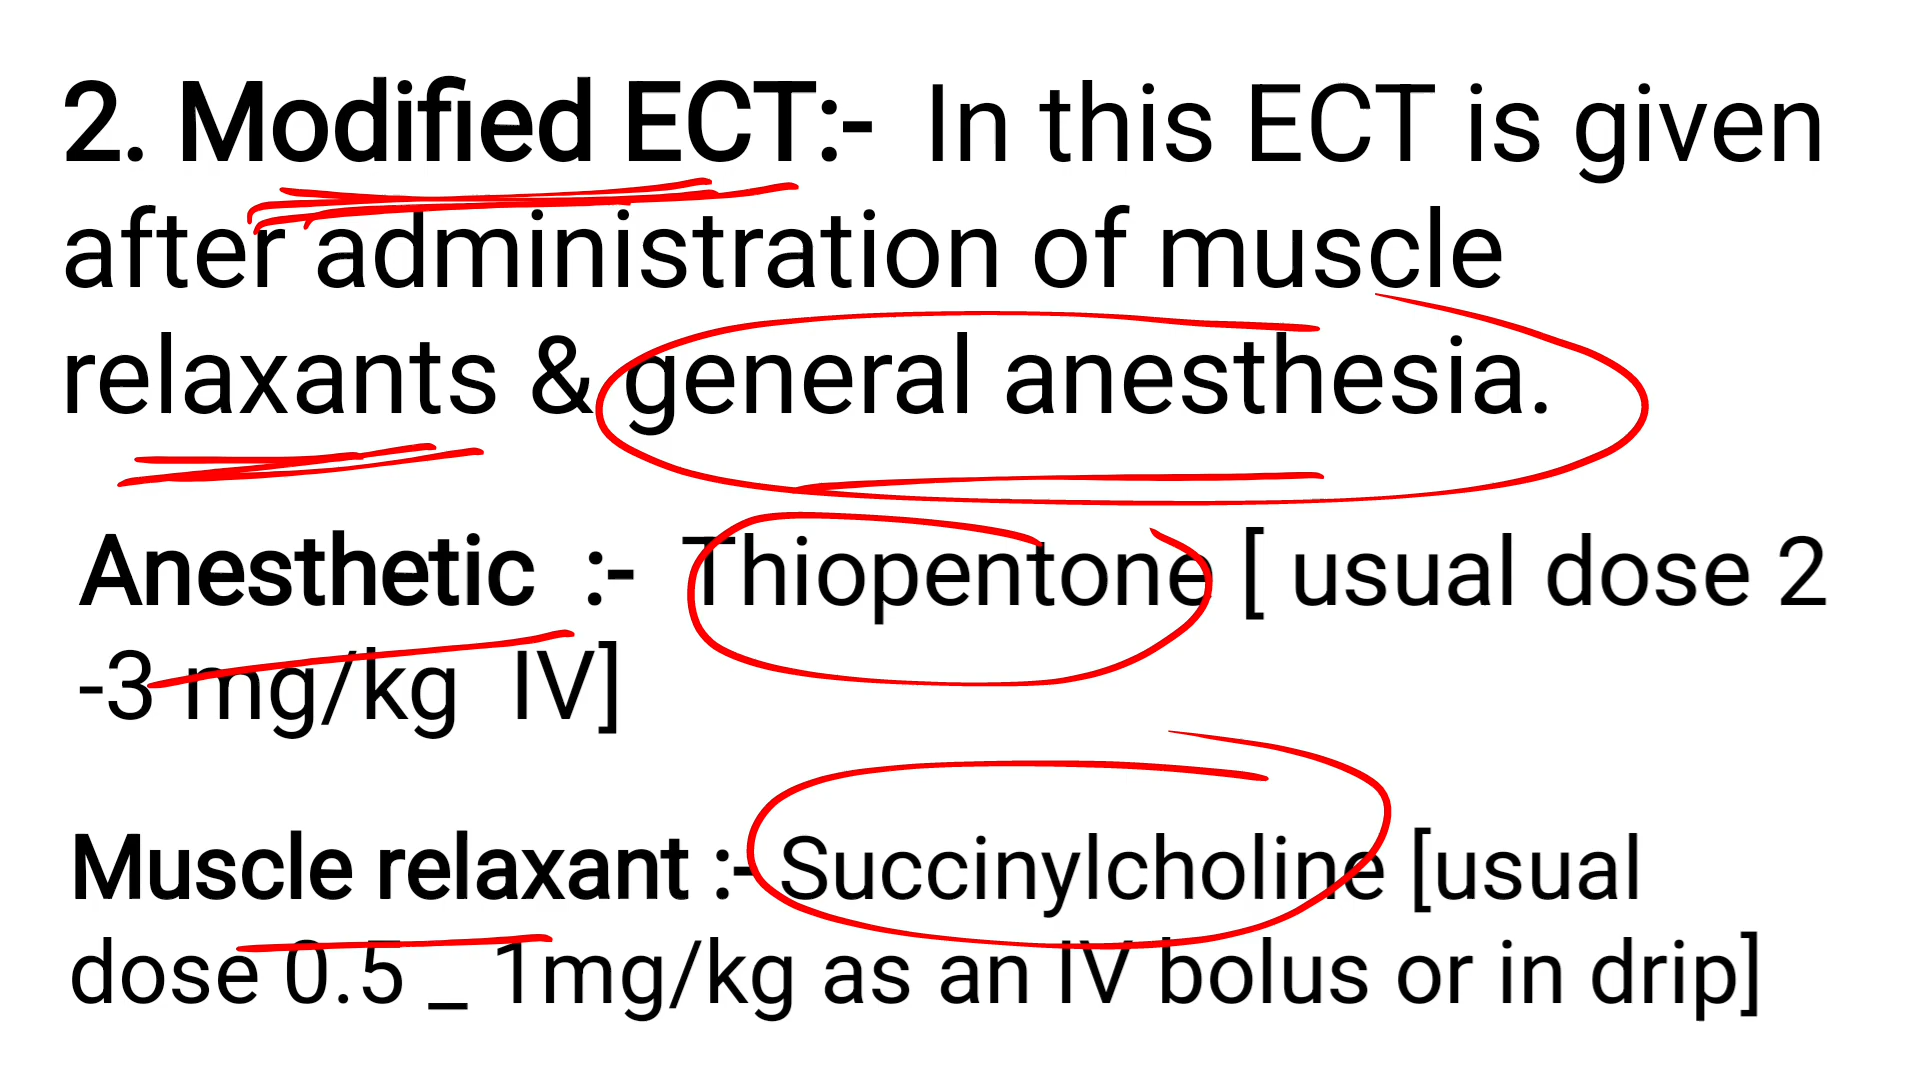 2. Modified ECT:- In this ECT is given
after administration of muscle
relaxants & general anesthesia.
Anesthetic :- Thiopentone [ usual dose 2
-3 mg/kg IV]
Muscle relaxant :- Succinylcholine [usual
dose 0.5 _ 1mg/kg as an IV bolus or in drip]